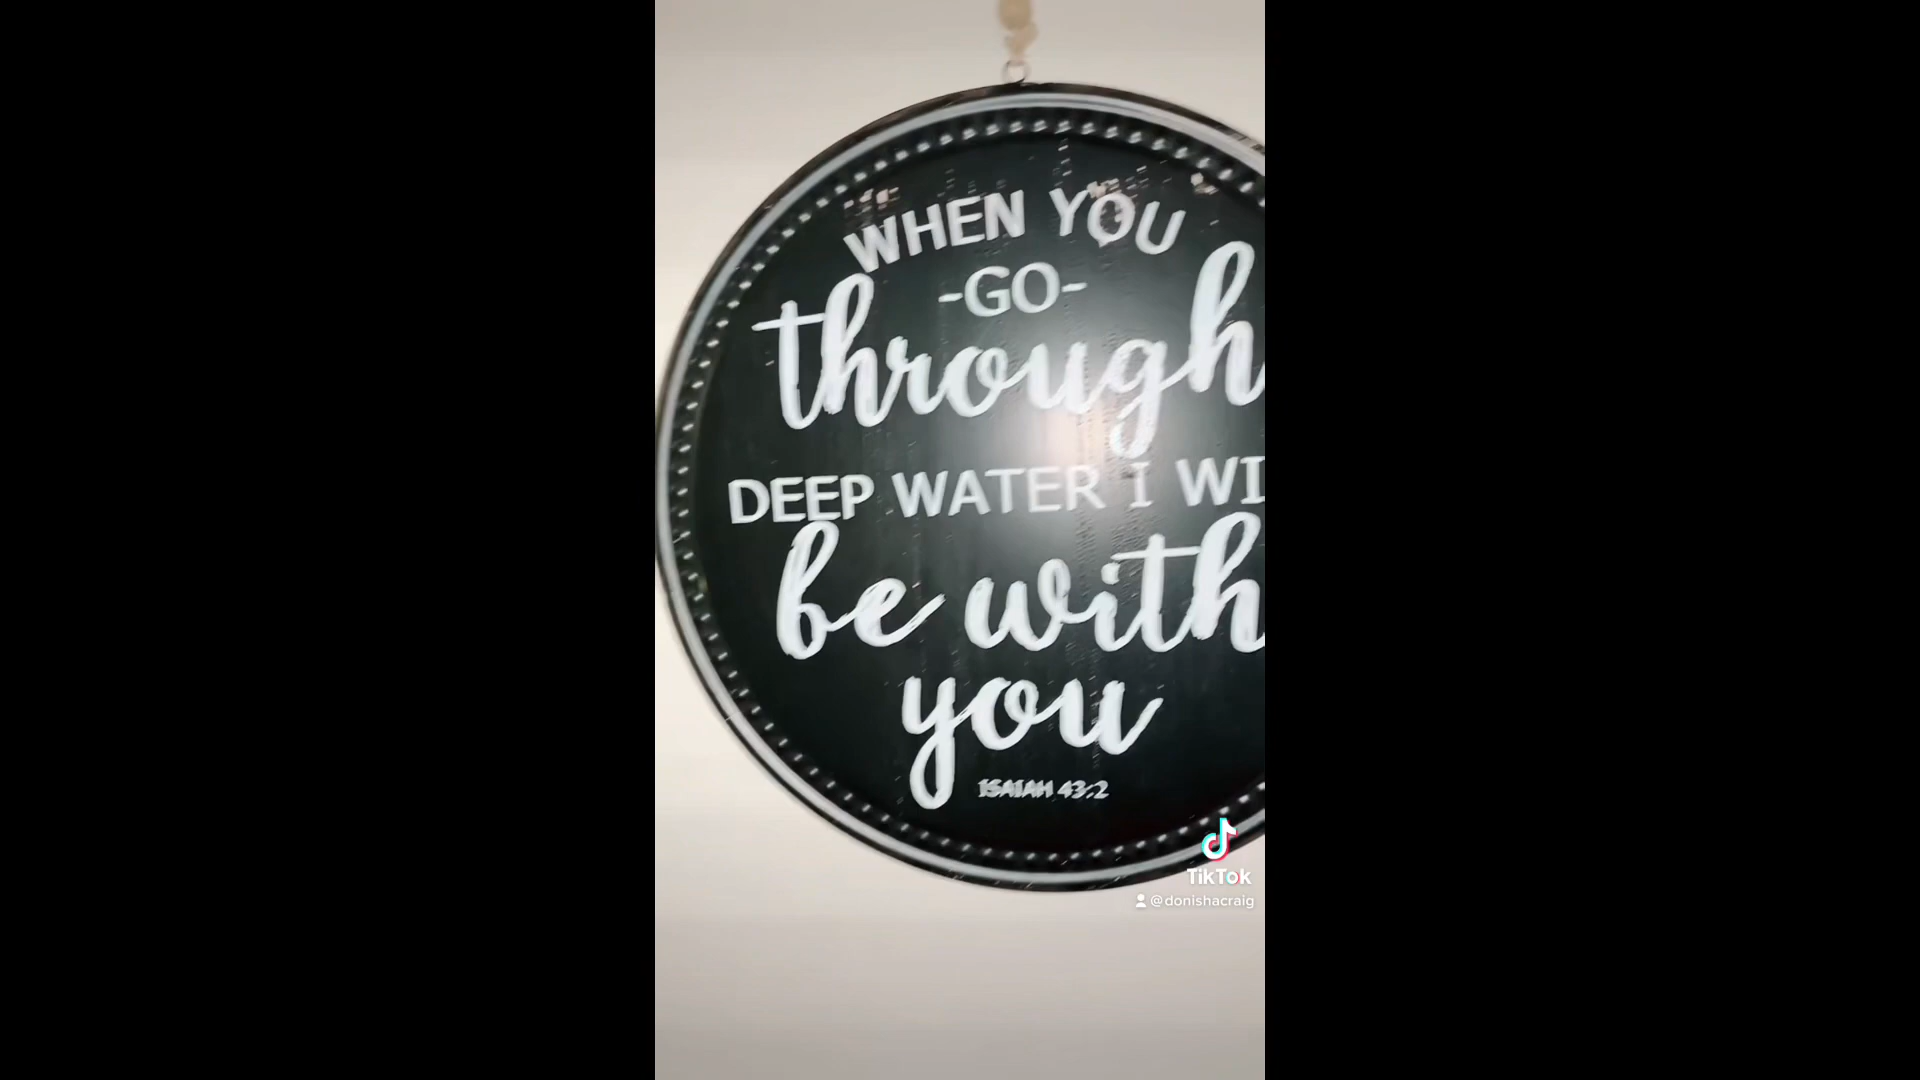 WHEN YOU
-GO-
through
DEEP WATER I WI
be with
you
ISAIAH 43:2
TikTok
@donishacraig